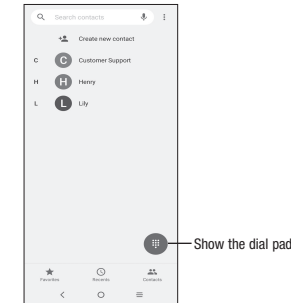 Search contacts
Create new contact
C C Customer Support
H H Henry
L L Lily
Show the dial pad
Favorites Recents Contacts